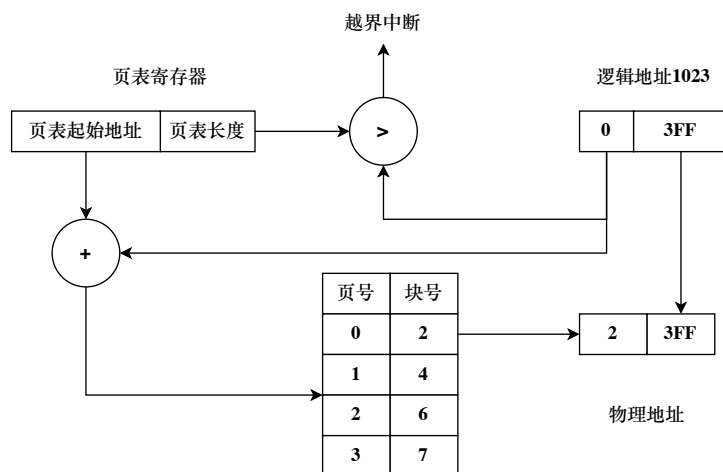 越界中断
页表寄存器
逻辑地址1023
页表起始地址 页表长度
>
0 3FF
+
页号 块号
0 2
2 3FF
1 4
2 6
物理地址
3 7